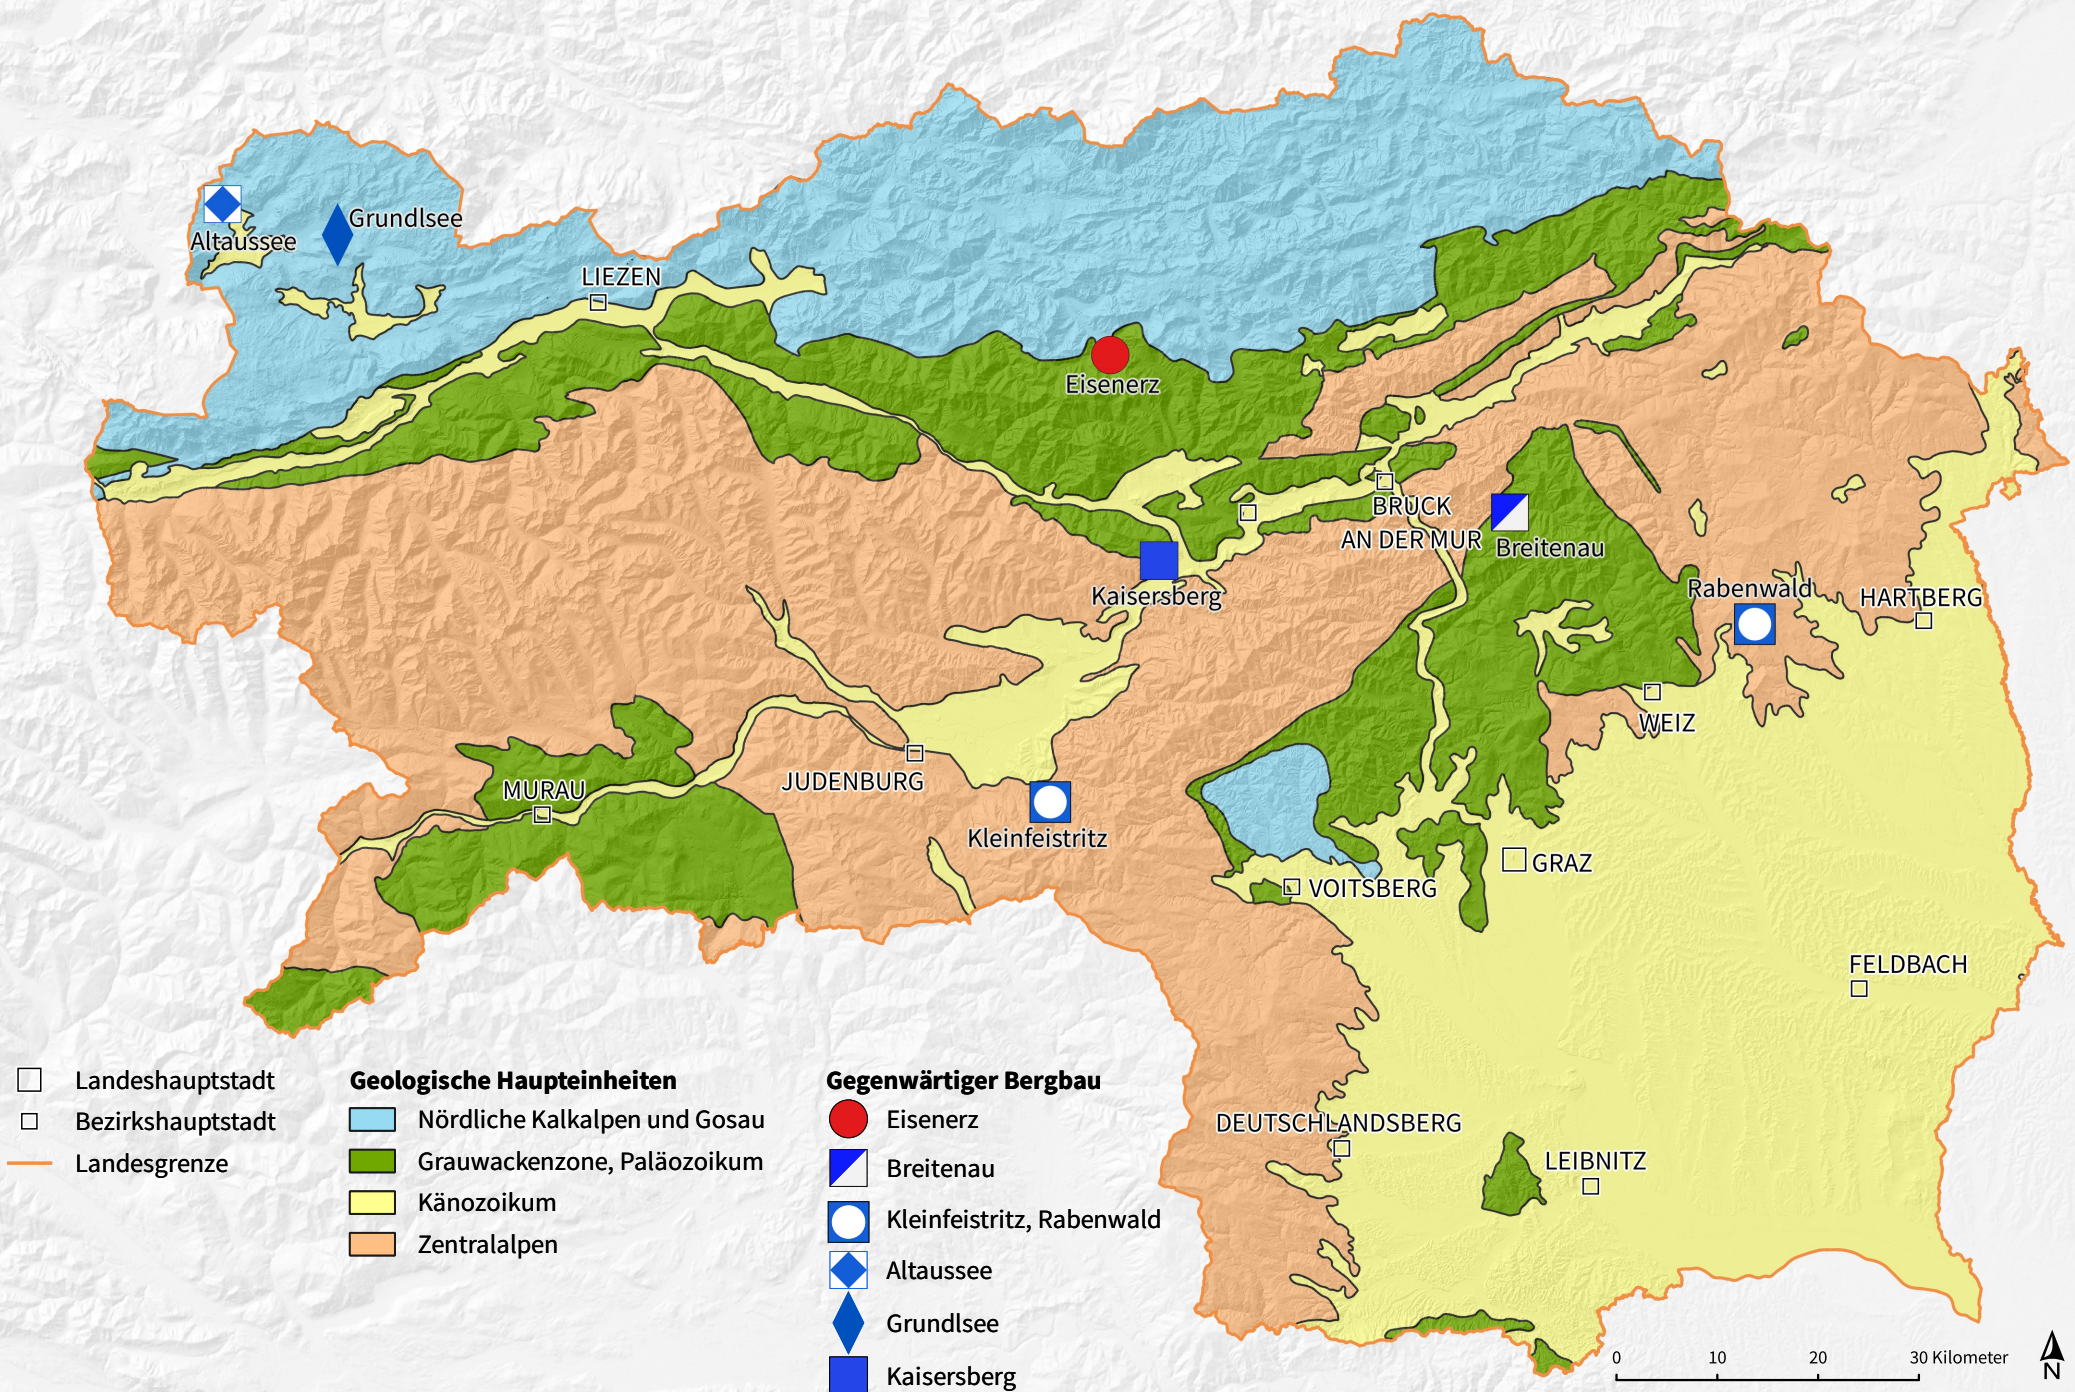 Grundlsee
Altaussee
LIEZEN
Eisenerz
BRUCK
AN DER MUR
Breitenau
Kaisersberg
Rabenwald
HARTBERG
WEIZ
JUDENBURG
MURAU
Kleinfeistritz
GRAZ
VOITSBERG
FELDBACH
DEUTSCHLANDSBERG
LEIBNITZ
Landeshauptstadt
Bezirkshauptstadt
Landesgrenze
Geologische Haupteinheiten
Nördliche Kalkalpen und Gosau
Grauwackenzone, Paläozoikum
Känozoikum
Zentralalpen
Gegenwärtiger Bergbau
Eisenerz
Breitenau
Kleinfeistritz, Rabenwald
Altaussee
Grundlsee
Kaisersberg
0 10 20 30 Kilometer
N